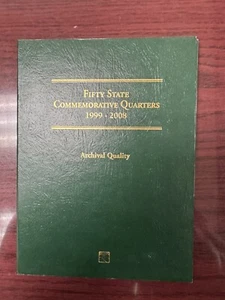 Fifty State
Commemorative Quarters
1999 - 2008
Archival Quality